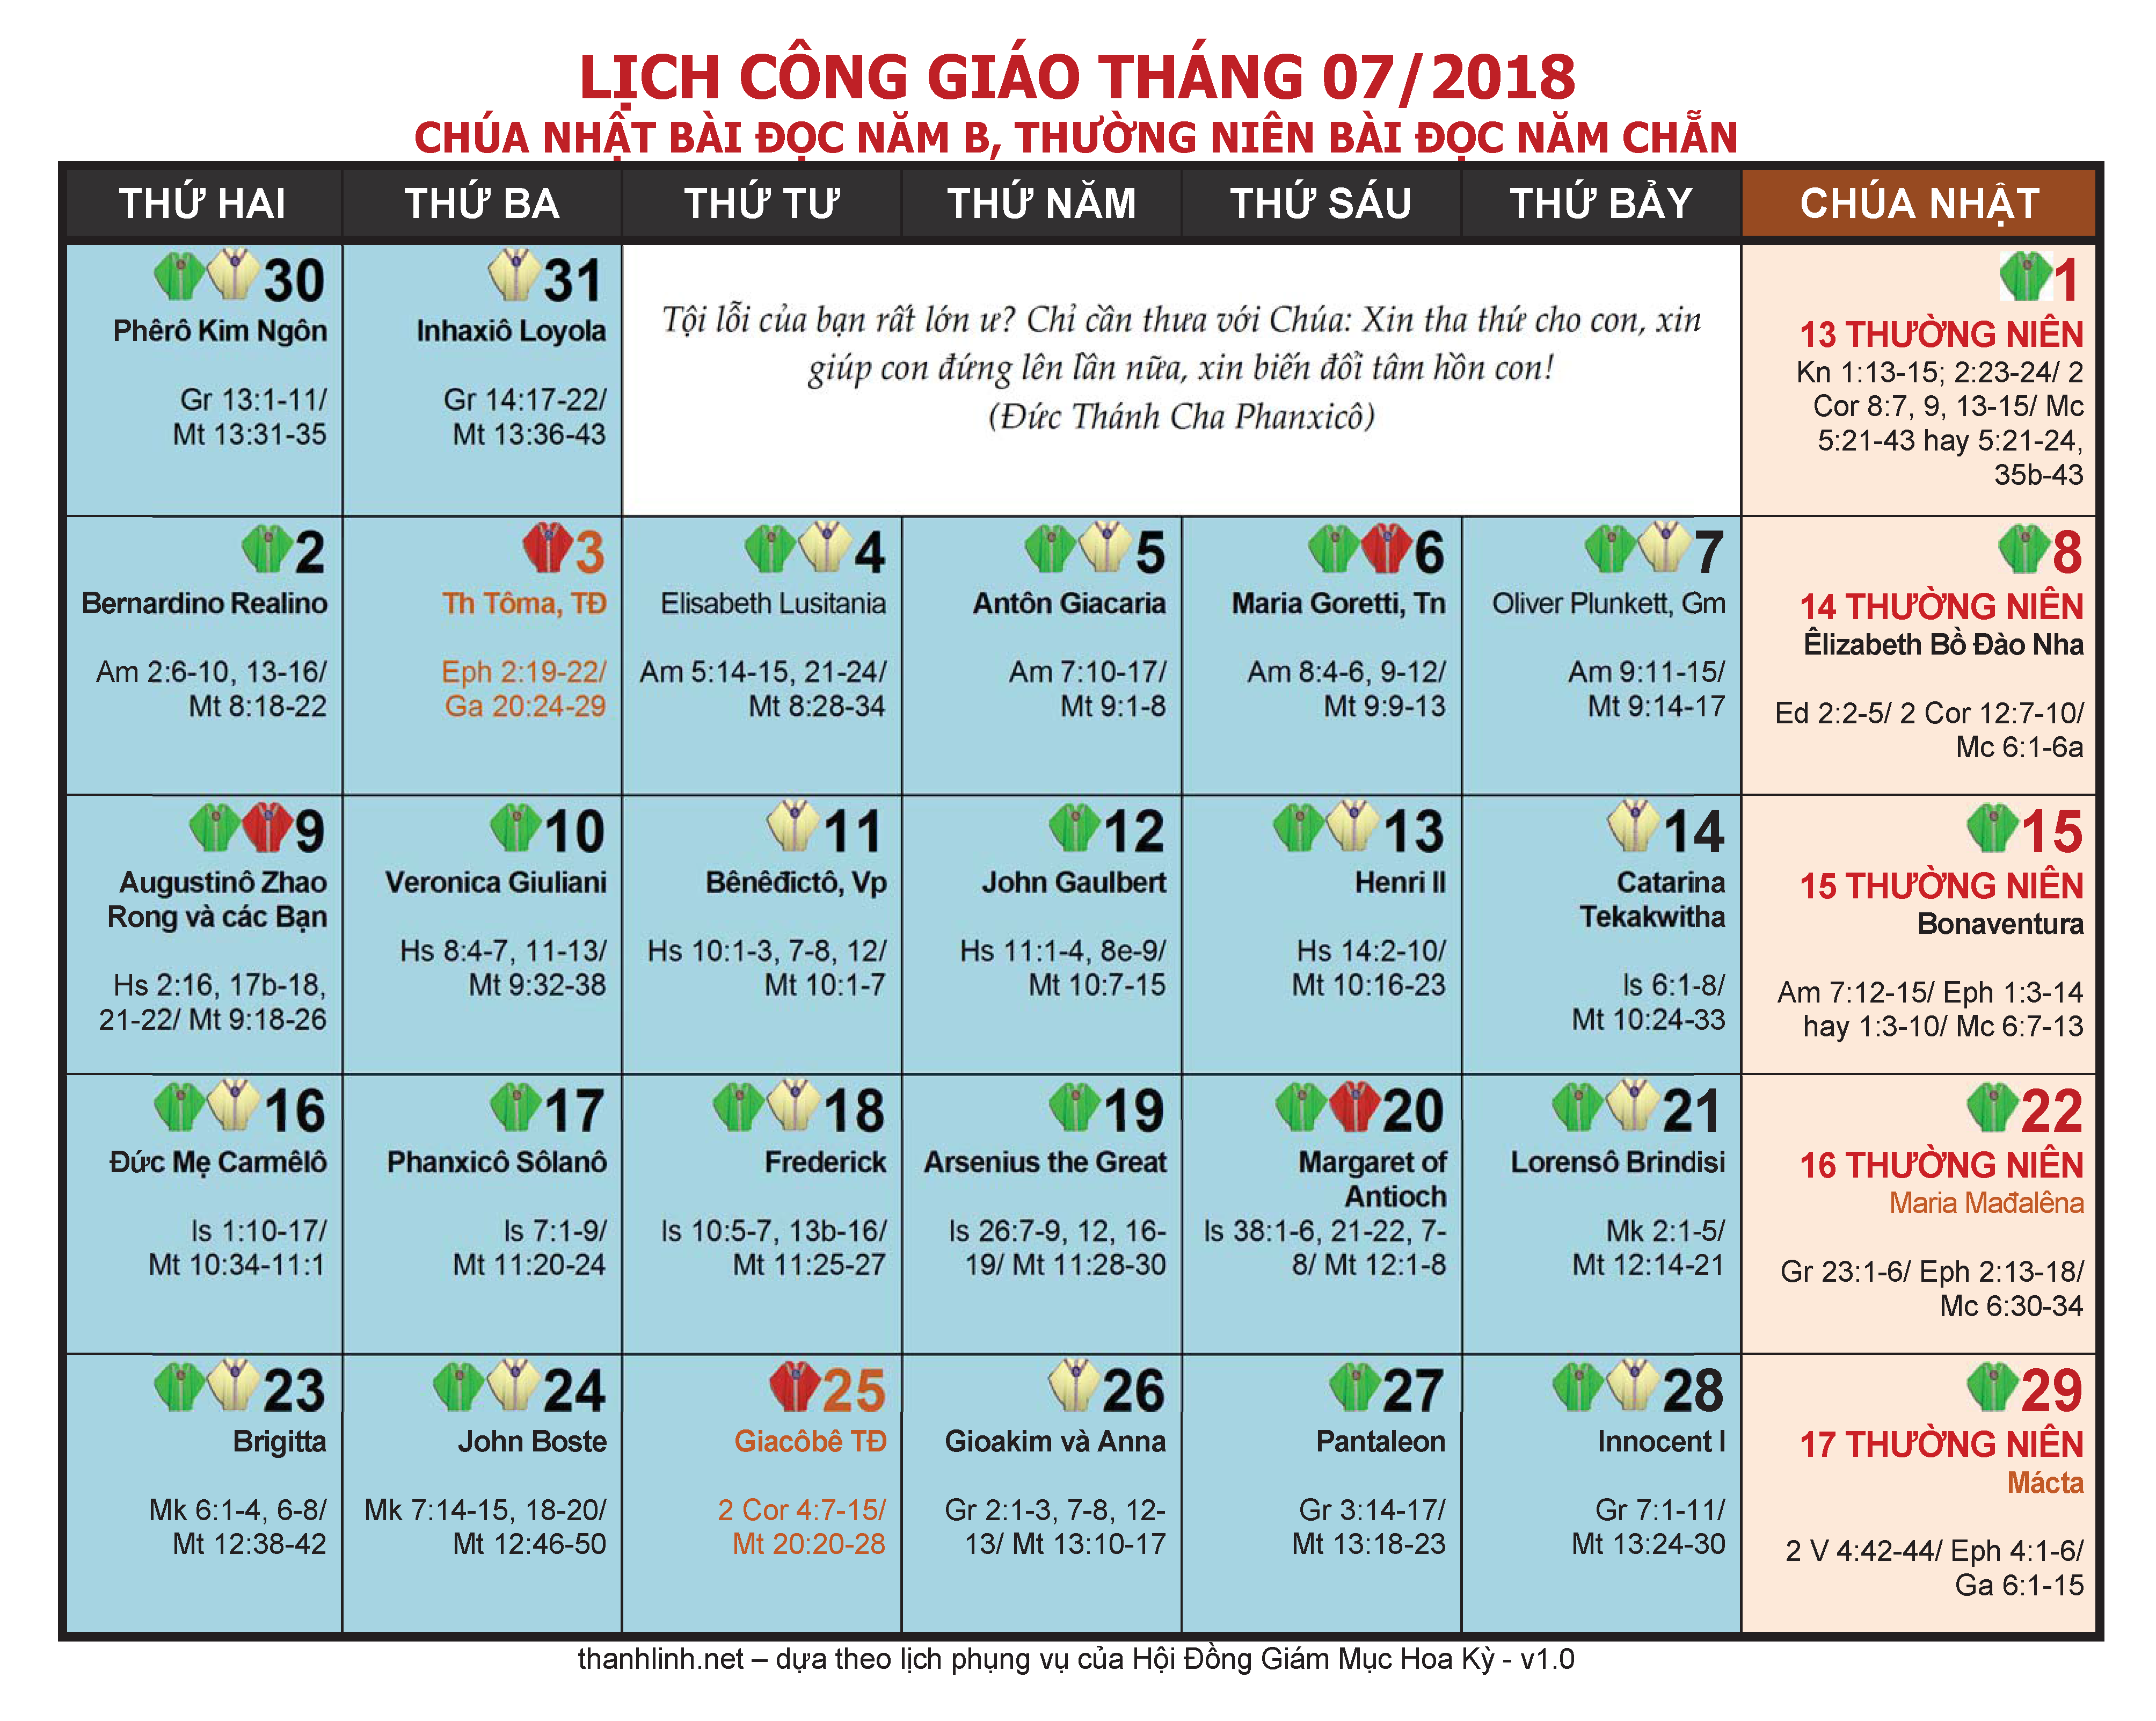 LỊCH CÔNG GIÁO THÁNG 07/2018
CHÚA NHẬT BÀI ĐỌC NĂM B, THƯỜNG NIÊN BÀI ĐỌC NĂM CHẴN
THỨ HAI
THỨ BA
THỨ TƯ
THỨ NĂM
THỨ SÁU
THỨ BẢY
CHÚA NHẬT
30
Phêrô Kim Ngôn
Gr 13:1-11/
Mt 13:31-35
31
Inhaxiô Loyola
Gr 14:17-22/
Mt 13:36-43
Tội lỗi của bạn rất lớn ư? Chỉ cần thưa với Chúa: Xin tha thứ cho con, xin
giúp con đứng lên lần nữa, xin biến đổi tâm hồn con!
(Đức Thánh Cha Phanxicô)
1
13 THƯỜNG NIÊN
Kn 1:13-15; 2:23-24/ 2
Cor 8:7, 9, 13-15/ Mc
5:21-43 hay 5:21-24,
35b-43
2
Bernardino Realino
Am 2:6-10, 13-16/
Mt 8:18-22
3
Th Tôma, TĐ
Eph 2:19-22/
Ga 20:24-29
4
Elisabeth Lusitania
Am 5:14-15, 21-24/
Mt 8:28-34
5
Antôn Giacaria
Am 7:10-17/
Mt 9:1-8
6
Maria Goretti, Tn
Am 8:4-6, 9-12/
Mt 9:9-13
7
Oliver Plunkett, Gm
Am 9:11-15/
Mt 9:14-17
8
14 THƯỜNG NIÊN
Êlizabeth Bồ Đào Nha
Ed 2:2-5/ 2 Cor 12:7-10/
Mc 6:1-6a
9
Augustinô Zhao
Rong và các Bạn
Hs 2:16, 17b-18,
21-22/ Mt 9:18-26
10
Veronica Giuliani
Hs 8:4-7, 11-13/
Mt 9:32-38
11
Bênêđictô, Vp
Hs 10:1-3, 7-8, 12/
Mt 10:1-7
12
John Gaulbert
Hs 11:1-4, 8e-9/
Mt 10:7-15
13
Henri II
Hs 14:2-10/
Mt 10:16-23
14
Catarina
Tekakwitha
Is 6:1-8/
Mt 10:24-33
15
15 THƯỜNG NIÊN
Bonaventura
Am 7:12-15/ Eph 1:3-14
hay 1:3-10/ Mc 6:7-13
16
Đức Mẹ Carmêlô
Is 1:10-17/
Mt 10:34-11:1
17
Phanxicô Sôlanô
Is 7:1-9/
Mt 11:20-24
18
Frederick
Is 10:5-7, 13b-16/
Mt 11:25-27
19
Arsenius the Great
Is 26:7-9, 12, 16-
19/ Mt 11:28-30
20
Margaret of
Antioch
Is 38:1-6, 21-22, 7-
8/ Mt 12:1-8
21
Lorensô Brindisi
Mk 2:1-5/
Mt 12:14-21
22
16 THƯỜNG NIÊN
Maria Mađalêna
Gr 23:1-6/ Eph 2:13-18/
Mc 6:30-34
23
Brigitta
Mk 6:1-4, 6-8/
Mt 12:38-42
24
John Boste
Mk 7:14-15, 18-20/
Mt 12:46-50
25
Giacôbê TĐ
2 Cor 4:7-15/
Mt 20:20-28
26
Gioakim và Anna
Gr 2:1-3, 7-8, 12-
13/ Mt 13:10-17
27
Pantaleon
Gr 3:14-17/
Mt 13:18-23
28
Innocent I
Gr 7:1-11/
Mt 13:24-30
29
17 THƯỜNG NIÊN
Mácta
2 V 4:42-44/ Eph 4:1-6/
Ga 6:1-15
thanhlinh.net – dựa theo lịch phụng vụ của Hội Đồng Giám Mục Hoa Kỳ - v1.0